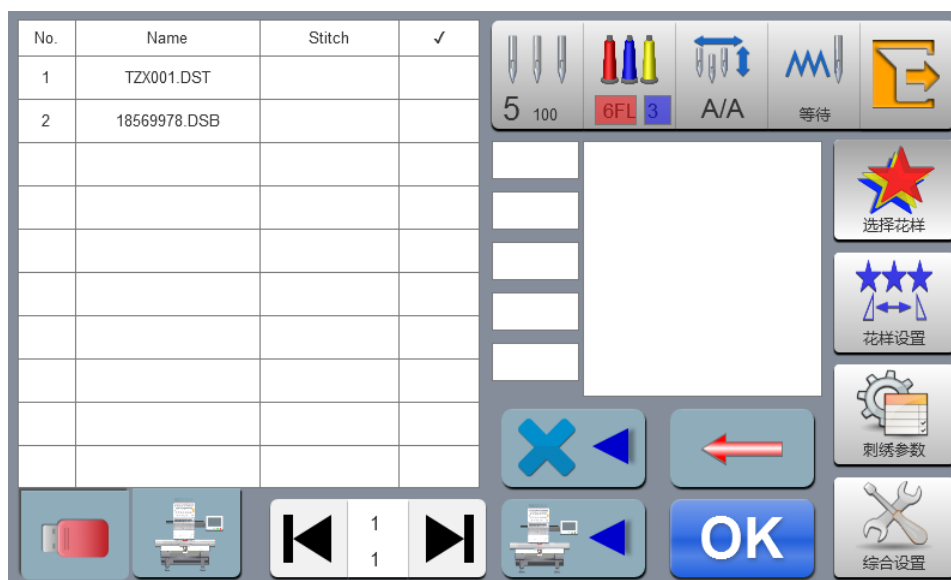 No. Name Stitch ✓
1 TZX001.DST
2 18569978.DSB
5 100 6FL 3 A/A 等待
选择花样
花样设置
刺绣参数
综合设置
1
1
OK